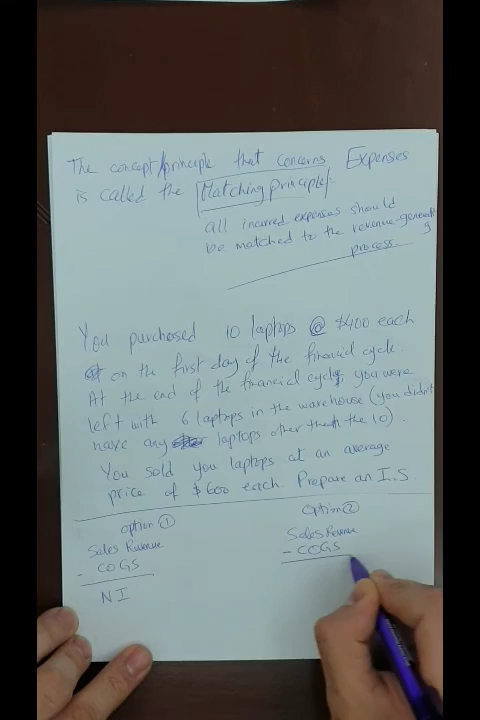 The concept/principle that concerns Expenses
is called the Matching principle.
all incurred expenses should
be matched to the revenue-generating
process.
You purchased 10 laptops @ $400 each
on the first day of the financial cycle.
At the end of the financial cycle, you were
left with 6 laptops in the warehouse (you didn't
have any laptops other than the 10).
You sold you laptops at an average
price of $600 each. Prepare an I.S
Option ① Option ②
Sales Revenue Sales Revenue
- COGS - COGS
NI